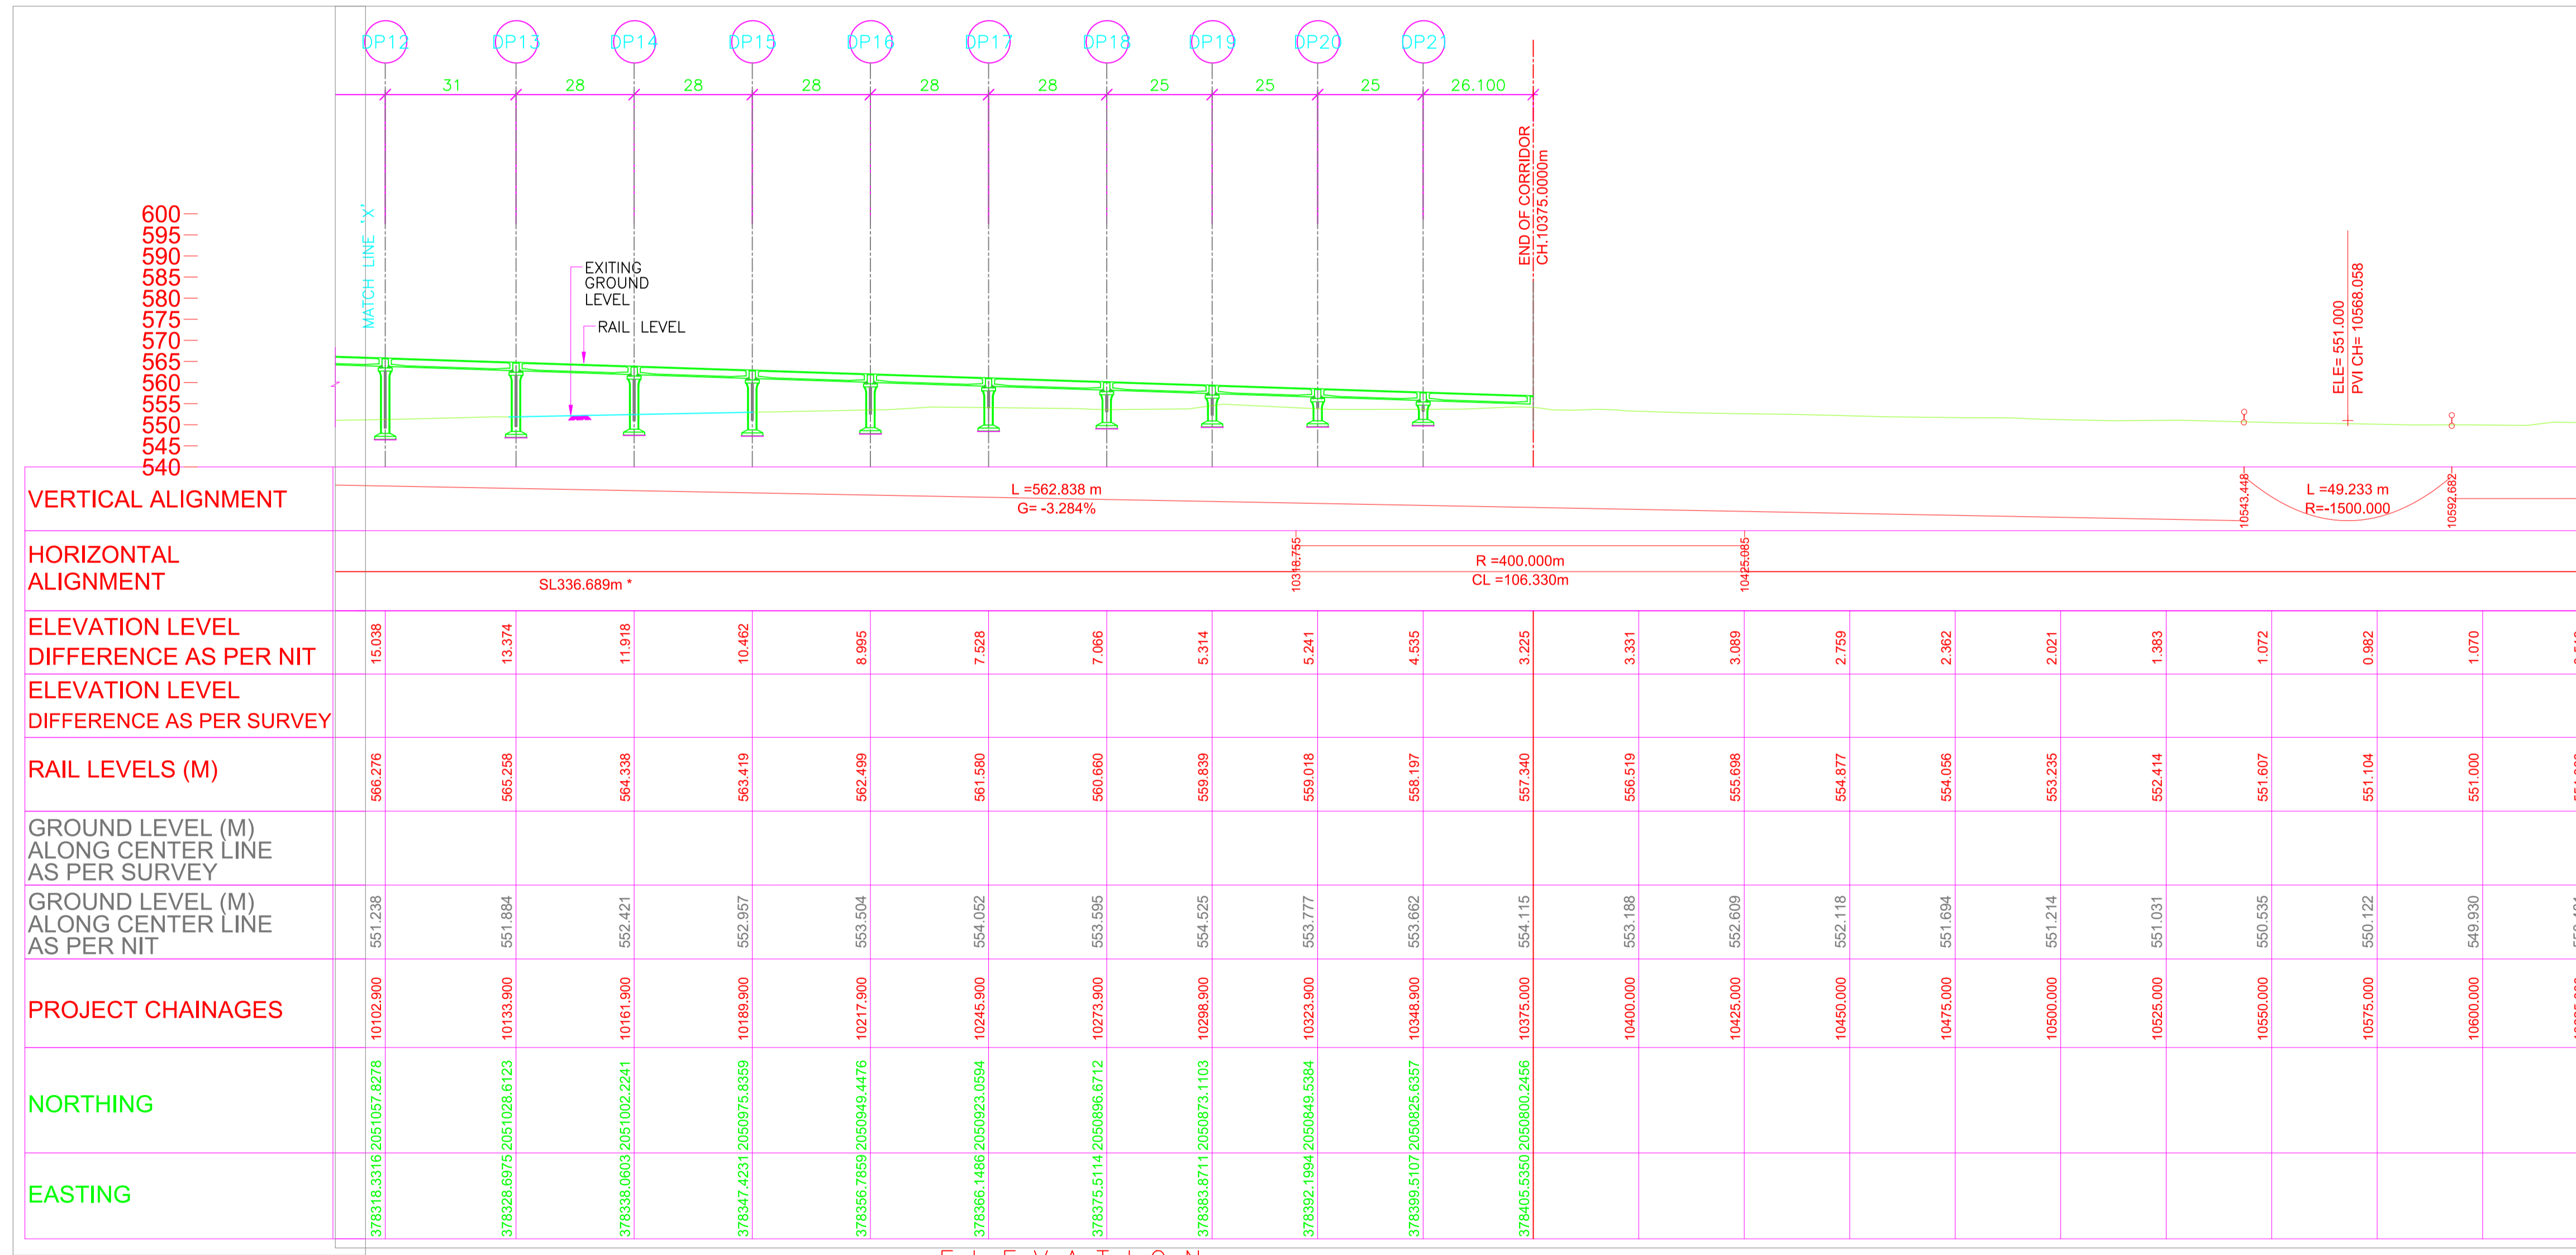 DP12 DP13 DP14 DP15 DP16 DP17 DP18 DP19 DP20 DP21
31 28 28 28 28 28 25 25 25 26.100
END OF CORRIDOR
CH.10375.0000m
MATCH LINE 'X'
600
595
590
585
580
575
570
565
560
555
550
545
540
EXITING
GROUND
LEVEL
RAIL LEVEL
ELE= 551.000
PVI CH= 10568.058
VERTICAL ALIGNMENT
L =562.838 m
G= -3.284%
10543.448
L =49.233 m
R=-1500.000
10592.682
HORIZONTAL
ALIGNMENT
SL336.689m *
10318.755
R =400.000m
CL =106.330m
10425.085
ELEVATION LEVEL
DIFFERENCE AS PER NIT
15.038 13.374 11.918 10.462 8.995 7.528 7.066 5.314 5.241 4.535 3.225 3.331 3.089 2.759 2.362 2.021 1.383 1.072 0.982 1.070
ELEVATION LEVEL
DIFFERENCE AS PER SURVEY
RAIL LEVELS (M)
566.276 565.258 564.338 563.419 562.499 561.580 560.660 559.839 559.018 558.197 557.340 556.519 555.698 554.877 554.056 553.235 552.414 551.607 551.104 551.000
GROUND LEVEL (M)
ALONG CENTER LINE
AS PER SURVEY
GROUND LEVEL (M)
ALONG CENTER LINE
AS PER NIT
551.238 551.884 552.421 552.957 553.504 554.052 553.595 554.525 553.777 553.662 554.115 553.188 552.609 552.118 551.694 551.214 551.031 550.535 550.122 549.930
PROJECT CHAINAGES
10102.900 10133.900 10161.900 10189.900 10217.900 10245.900 10273.900 10298.900 10323.900 10348.900 10375.000 10400.000 10425.000 10450.000 10475.000 10500.000 10525.000 10550.000 10575.000 10600.000
NORTHING
2051057.8278 2051028.6123 2051002.2241 2050975.8359 2050949.4476 2050923.0594 2050896.6712 2050873.1103 2050849.5384 2050825.6357 2050800.2456
EASTING
378318.3316 378328.6975 378338.0603 378347.4231 378356.7859 378366.1486 378375.5114 378383.8711 378392.1994 378399.5107 378405.5350
ELEVATION